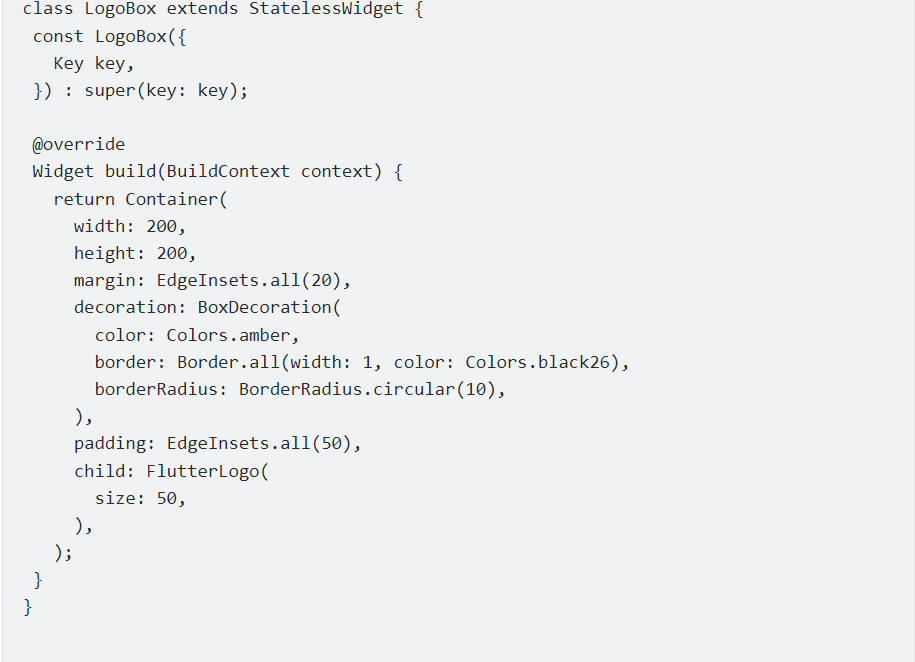 class LogoBox extends StatelessWidget {
 const LogoBox({
   Key key,
 }) : super(key: key);

 @override
 Widget build(BuildContext context) {
   return Container(
     width: 200,
     height: 200,
     margin: EdgeInsets.all(20),
     decoration: BoxDecoration(
       color: Colors.amber,
       border: Border.all(width: 1, color: Colors.black26),
       borderRadius: BorderRadius.circular(10),
     ),
     padding: EdgeInsets.all(50),
     child: FlutterLogo(
       size: 50,
     ),
   );
 }
}